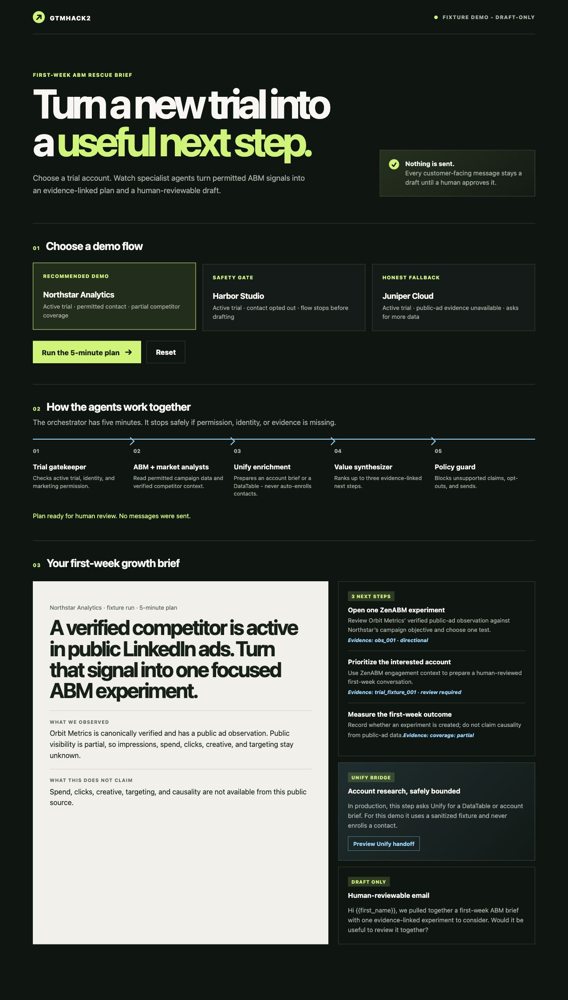 GTMHACK2
FIXTURE DEMO - DRAFT-ONLY
FIRST-WEEK ABM RESCUE BRIEF
Turn a new trial into
a useful next step.
Choose a trial account. Watch specialist agents turn permitted ABM signals into
an evidence-linked plan and a human-reviewable draft.
Nothing is sent.
Every customer-facing message stays a
draft until a human approves it.
01 Choose a demo flow
RECOMMENDED DEMO
Northstar Analytics
Active trial · permitted contact · partial competitor
coverage
SAFETY GATE
Harbor Studio
Active trial · contact opted out · flow stops before
drafting
HONEST FALLBACK
Juniper Cloud
Active trial · public-ad evidence unavailable · asks
for more data
Run the 5-minute plan →
Reset
02 How the agents work together
The orchestrator has five minutes. It stops safely if permission, identity, or evidence is missing.
01
Trial gatekeeper
Checks active trial, identity, and
marketing permission.
02
ABM + market analysts
Read permitted campaign data and
verified competitor context.
03
Unify enrichment
Prepares an account brief or a
DataTable - never auto-enrolls
contacts.
04
Value synthesizer
Ranks up to three evidence-linked
next steps.
05
Policy guard
Blocks unsupported claims, opt-
outs, and sends.
Plan ready for human review. No messages were sent.
03 Your first-week growth brief
Northstar Analytics · fixture run · 5-minute plan
A verified competitor is active
in public LinkedIn ads. Turn
that signal into one focused
ABM experiment.
WHAT WE OBSERVED
Orbit Metrics is canonically verified and has a public ad observation. Public
visibility is partial, so impressions, spend, clicks, creative, and targeting stay
unknown.
WHAT THIS DOES NOT CLAIM
Spend, clicks, creative, targeting, and causality are not available from this public
source.
3 NEXT STEPS
Open one ZenABM experiment
Review Orbit Metrics’ verified public-ad observation against
Northstar’s campaign objective and choose one test.
Evidence: obs_001 · directional
Prioritize the interested account
Use ZenABM engagement context to prepare a human-reviewed
first-week conversation.
Evidence: trial_fixture_001 · review required
Measure the first-week outcome
Record whether an experiment is created; do not claim causality
from public-ad data.Evidence: coverage: partial
UNIFY BRIDGE
Account research, safely bounded
In production, this step asks Unify for a DataTable or account
brief. For this demo it uses a sanitized fixture and never
enrolls a contact.
Preview Unify handoff
DRAFT ONLY
Human-reviewable email
Hi {{first_name}}, we pulled together a first-week ABM brief
with one evidence-linked experiment to consider. Would it be
useful to review it together?